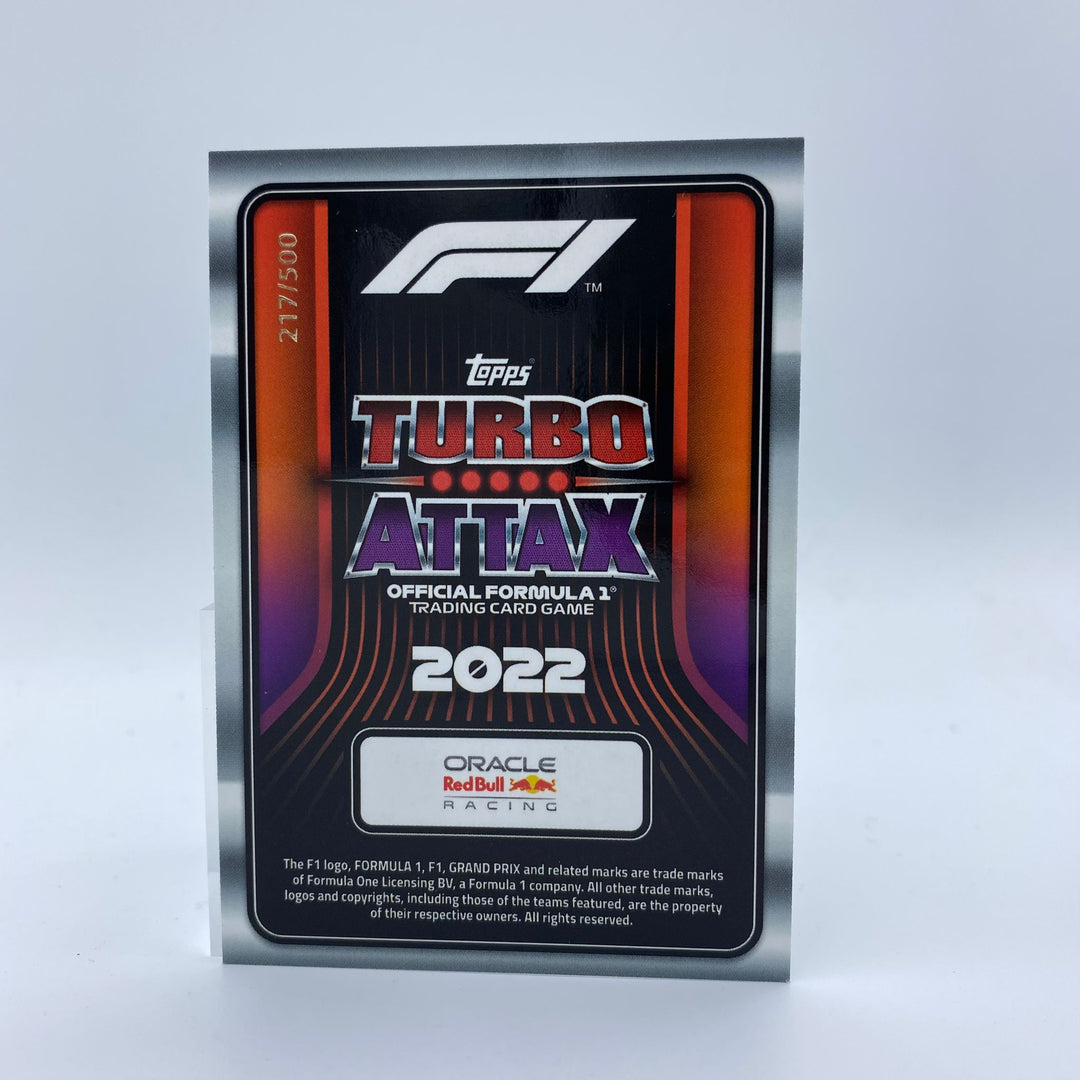 217/500
F1
TM
Topps
TURBO
ATTAX
OFFICIAL FORMULA 1®
TRADING CARD GAME
2022
ORACLE
Red Bull
RACING
The F1 logo, FORMULA 1, F1, GRAND PRIX and related marks are trade marks
of Formula One Licensing BV, a Formula 1 company. All other trade marks,
logos and copyrights, including those of the teams featured, are the property
of their respective owners. All rights reserved.